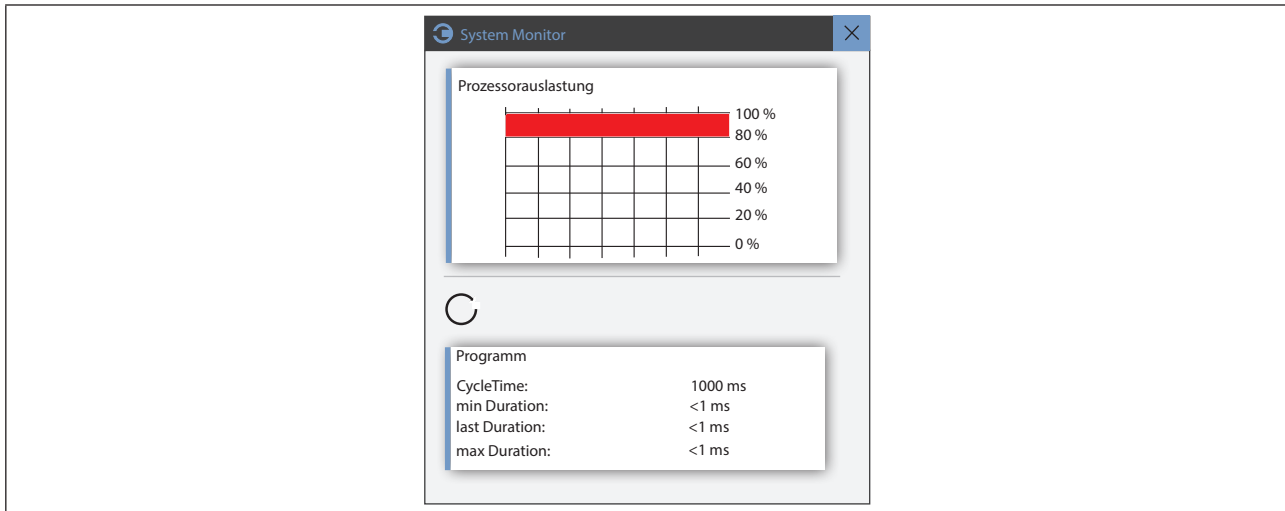 System Monitor
Prozessorauslastung
100 %
80 %
60 %
40 %
20 %
0 %
Programm
CycleTime: 1000 ms
min Duration: <1 ms
last Duration: <1 ms
max Duration: <1 ms